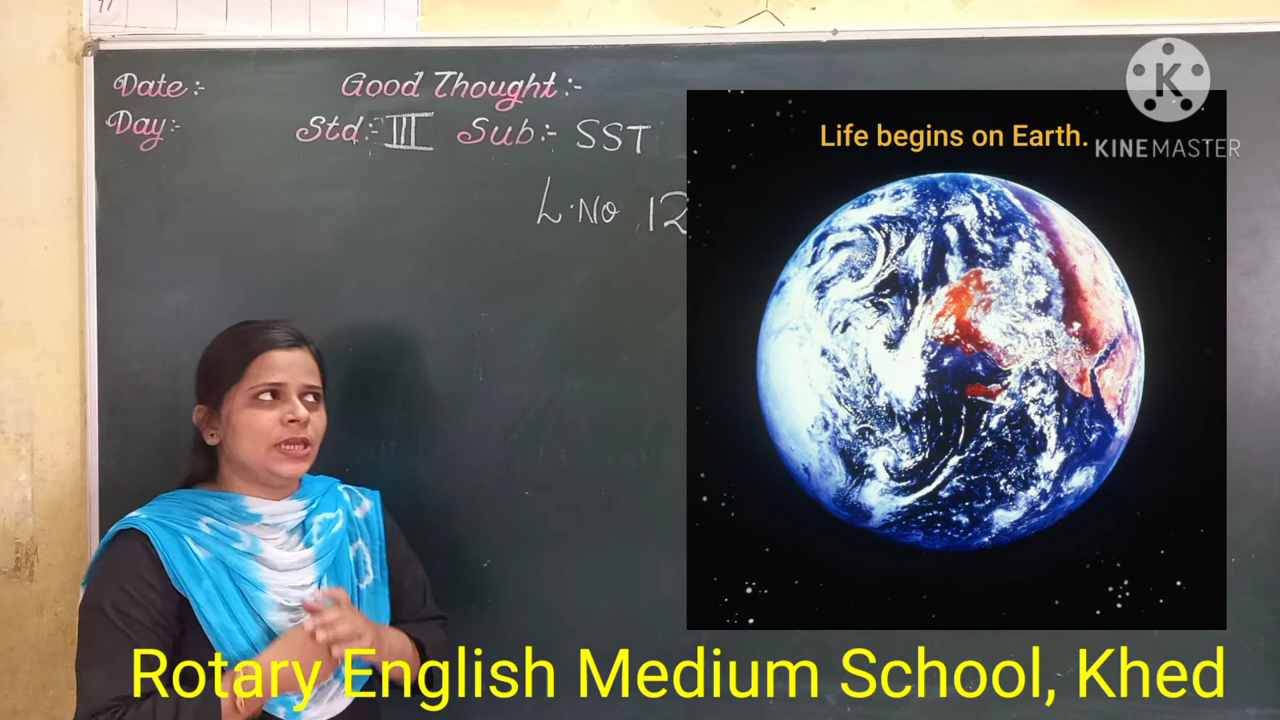 Date:- Good Thought:-
Day:- Std:- III Sub:- SST
L.No 12
Life begins on Earth.
K
KINEMASTER
Rotary English Medium School, Khed